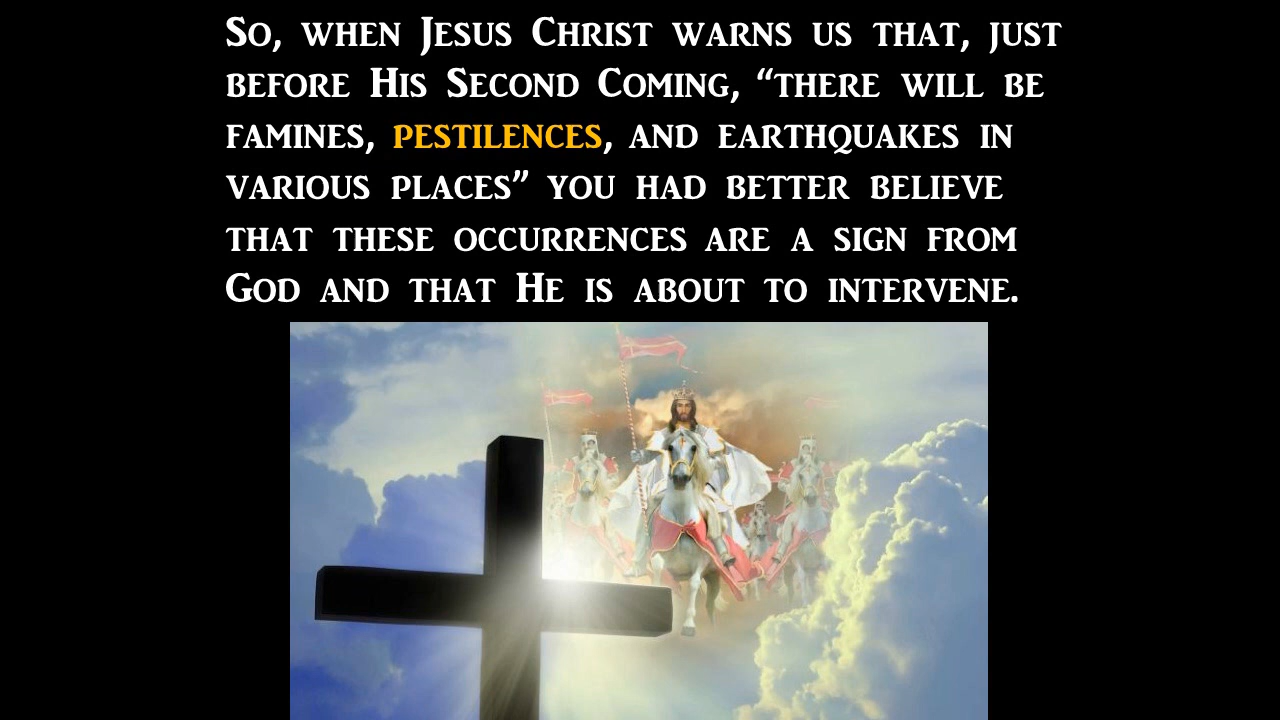 So, when Jesus Christ warns us that, just
before His Second Coming, “there will be
famines, pestilences, and earthquakes in
various places” you had better believe
that these occurrences are a sign from
God and that He is about to intervene.